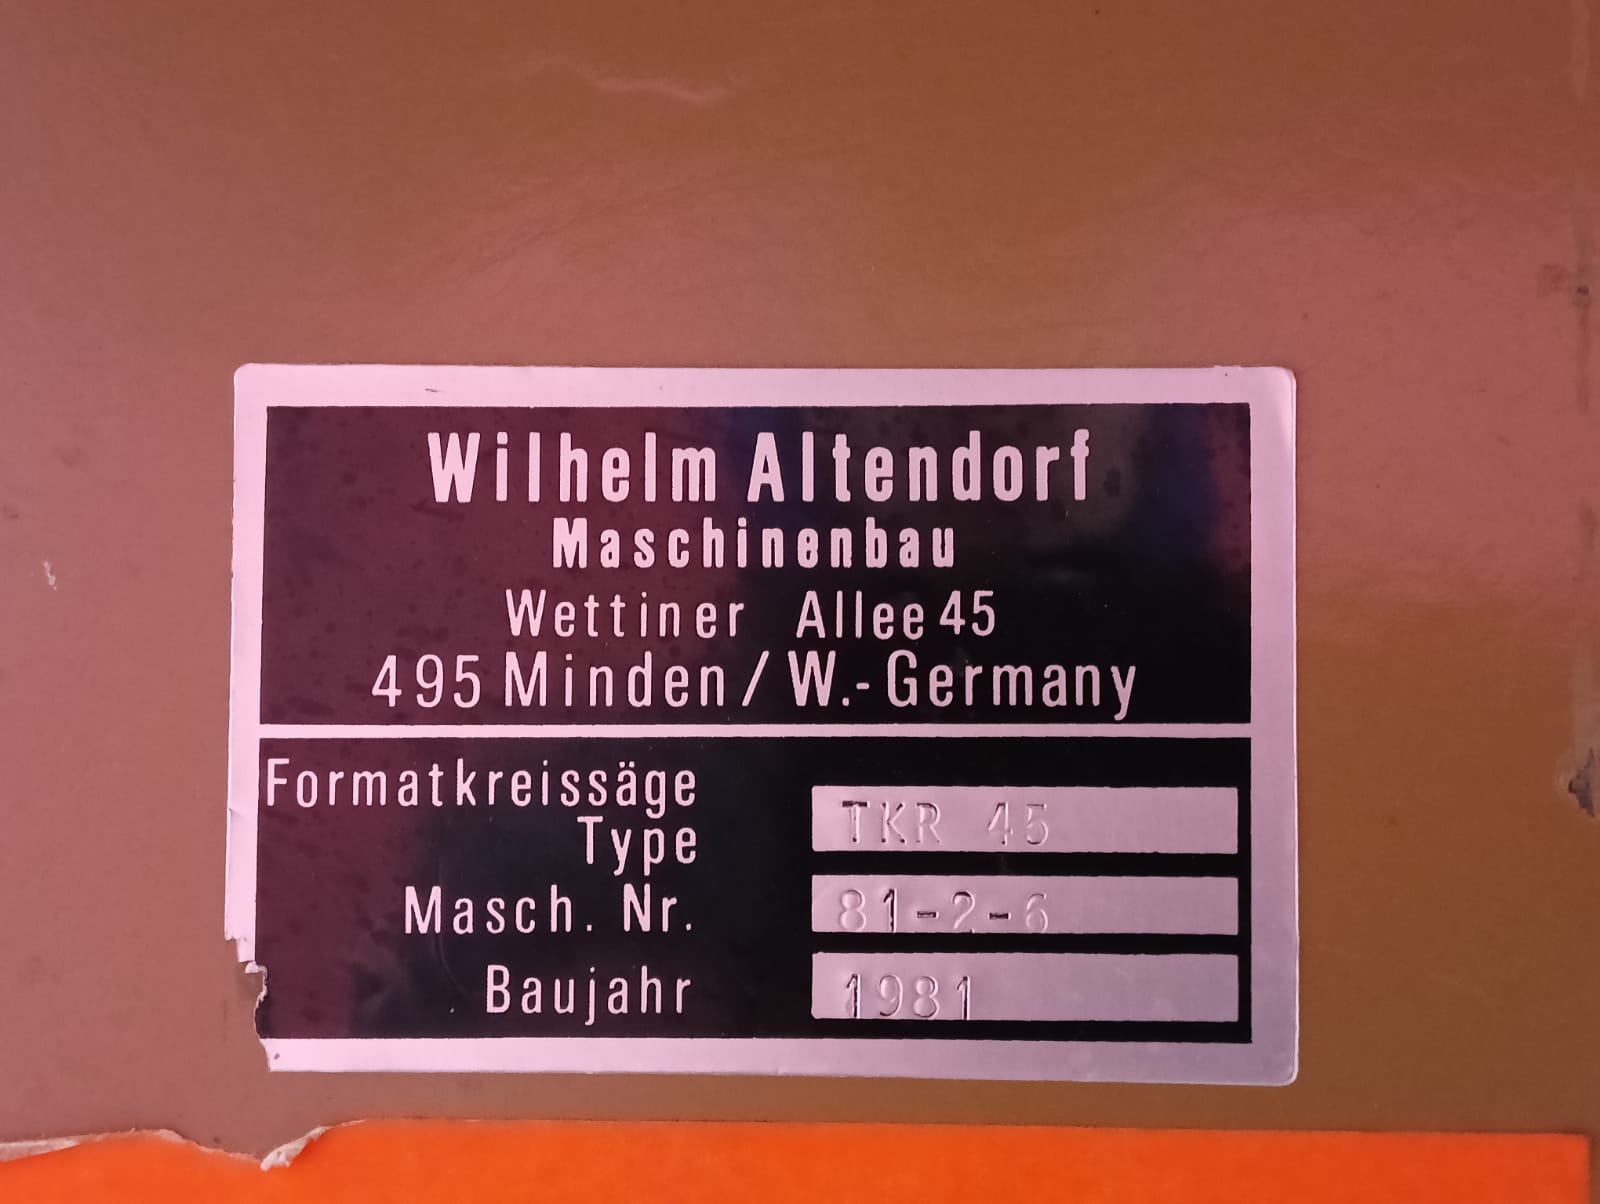 Wilhelm Altendorf
Maschinenbau
Wettiner Allee 45
495 Minden / W.-Germany
Formatkreissäge
Type TKR 45
Masch. Nr. 81-2-6
Baujahr 1981